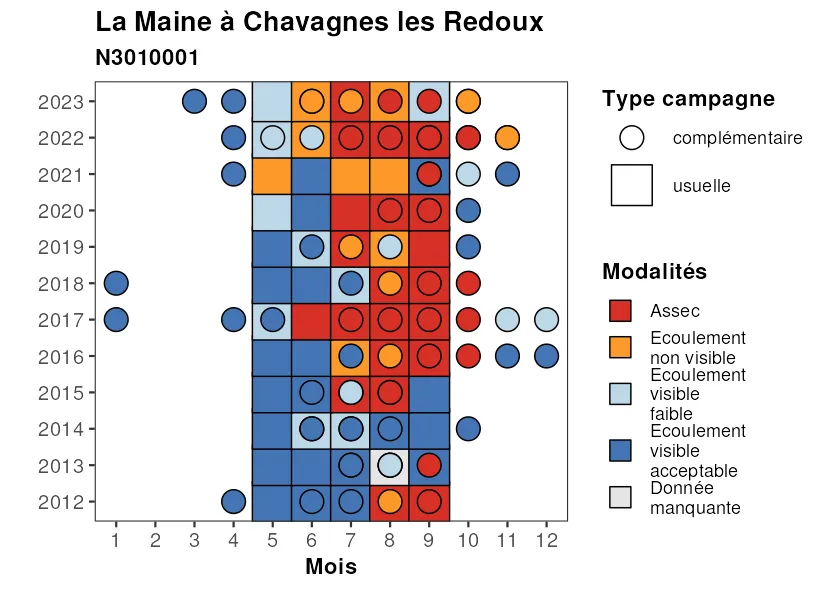 La Maine à Chavagnes les Redoux
N3010001
2023
2022
2021
2020
2019
2018
2017
2016
2015
2014
2013
2012
1 2 3 4 5 6 7 8 9 10 11 12
Mois
Type campagne
complémentaire
usuelle
Modalités
Assec
Ecoulement
non visible
Ecoulement
visible
faible
Ecoulement
visible
acceptable
Donnée
manquante